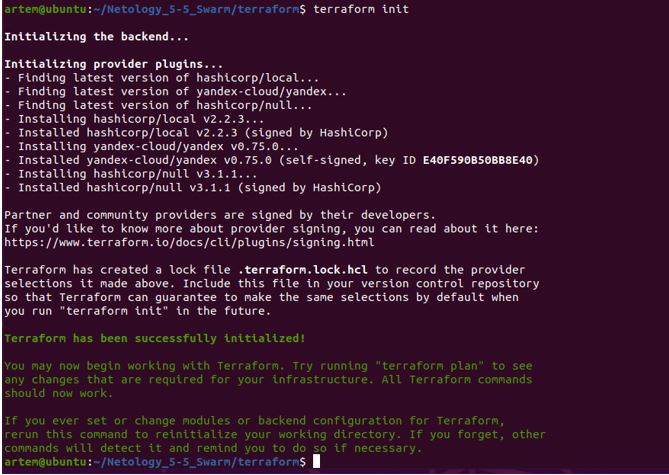 artem@ubuntu:~/Netology_5-5_Swarm/terraform$ terraform init
Initializing the backend...
Initializing provider plugins...
- Finding latest version of hashicorp/local...
- Finding latest version of yandex-cloud/yandex...
- Finding latest version of hashicorp/null...
- Installing hashicorp/local v2.2.3...
- Installed hashicorp/local v2.2.3 (signed by HashiCorp)
- Installing yandex-cloud/yandex v0.75.0...
- Installed yandex-cloud/yandex v0.75.0 (self-signed, key ID E40F590B50BB8E40)
- Installing hashicorp/null v3.1.1...
- Installed hashicorp/null v3.1.1 (signed by HashiCorp)
Partner and community providers are signed by their developers.
If you'd like to know more about provider signing, you can read about it here:
https://www.terraform.io/docs/cli/plugins/signing.html
Terraform has created a lock file .terraform.lock.hcl to record the provider
selections it made above. Include this file in your version control repository
so that Terraform can guarantee to make the same selections by default when
you run "terraform init" in the future.
Terraform has been successfully initialized!
You may now begin working with Terraform. Try running "terraform plan" to see
any changes that are required for your infrastructure. All Terraform commands
should now work.
If you ever set or change modules or backend configuration for Terraform,
rerun this command to reinitialize your working directory. If you forget, other
commands will detect it and remind you to do so if necessary.
artem@ubuntu:~/Netology_5-5_Swarm/terraform$